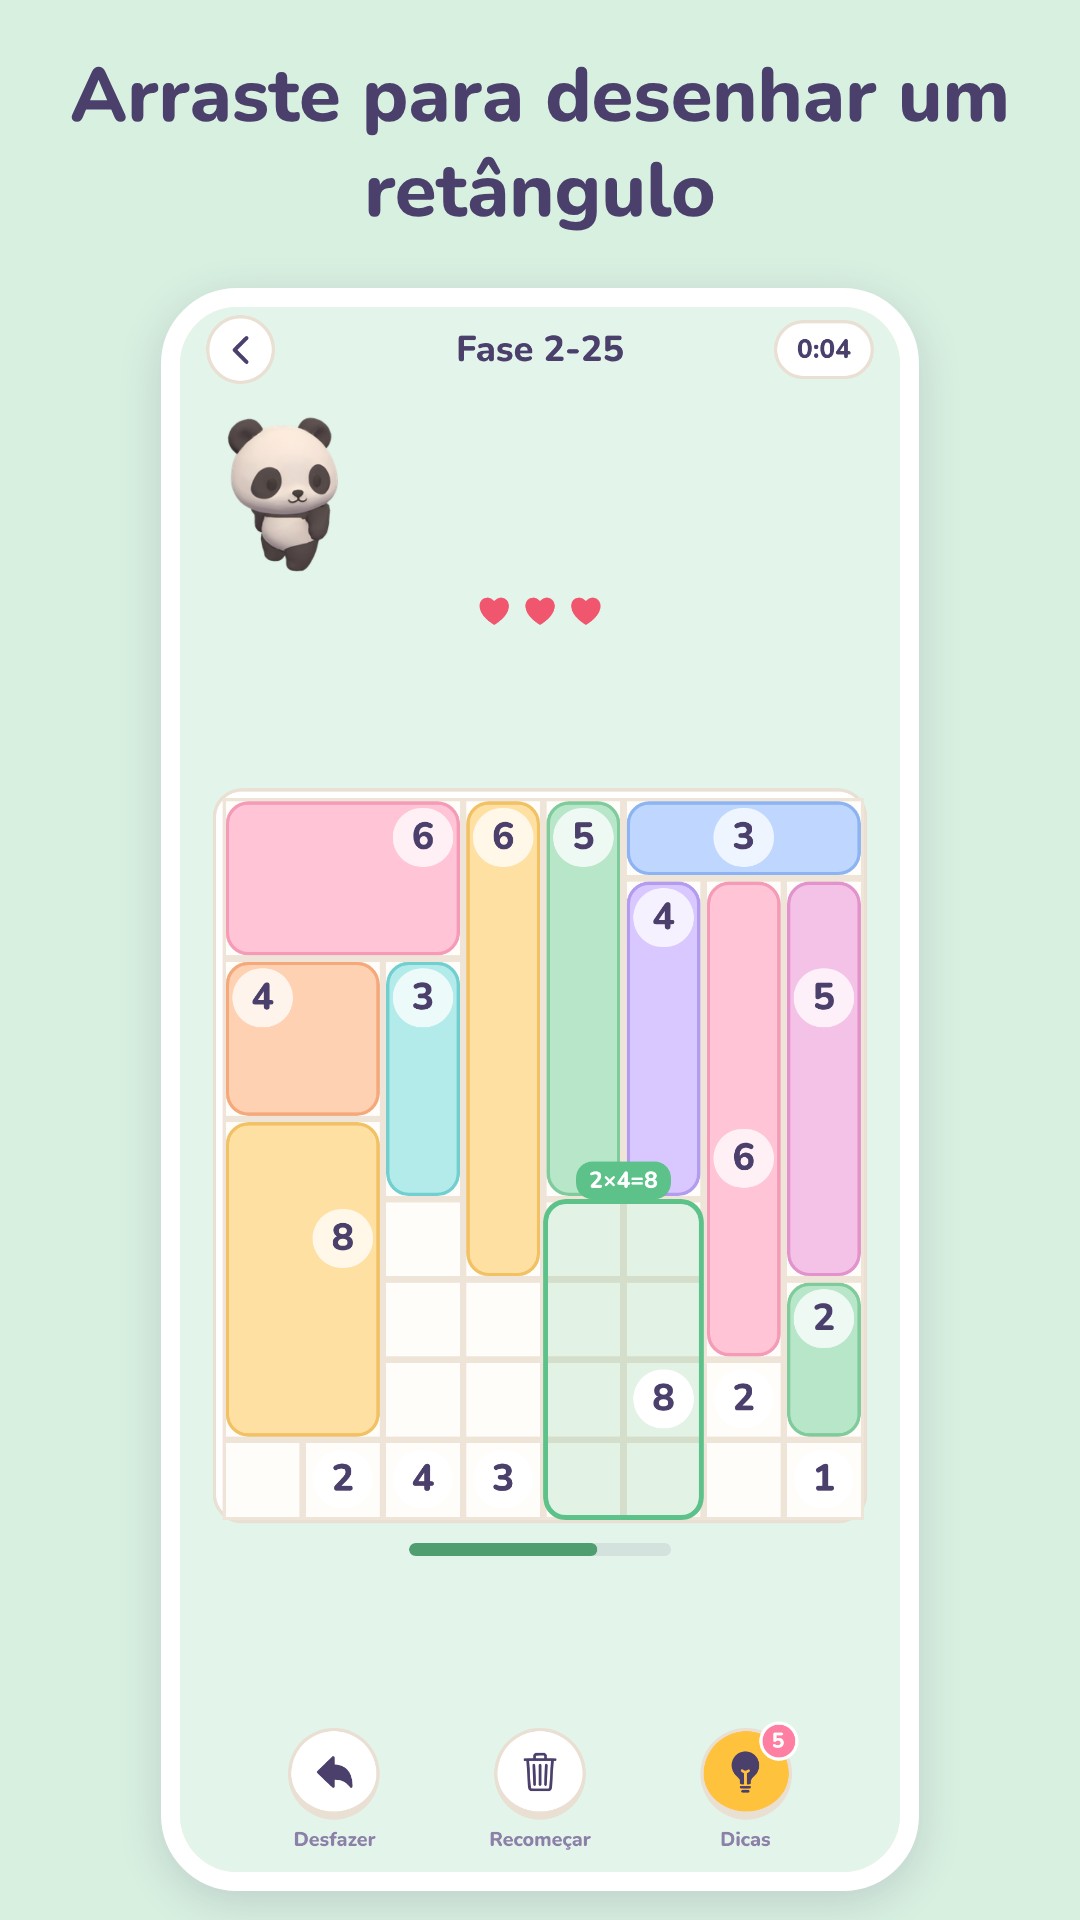 Arraste para desenhar um
retângulo
Fase 2-25
0:04
6 6 5 3
4
4 3 5
6
2×4=8
8
2
8 2
2 4 3 1
5
Desfazer Recomeçar Dicas